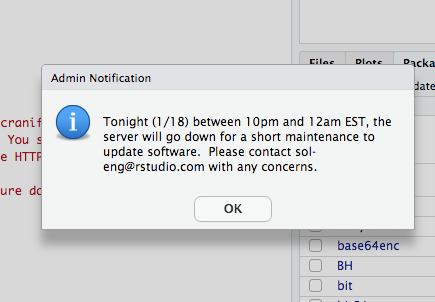 Files Plots
Admin Notification
cranif
Tonight (1/18) between 10pm and 12am EST, the
You s
server will go down for a short maintenance to
e HTTP
update software.  Please contact sol-
eng@rstudio.com with any concerns.
ure do
OK
base64enc
BH
bit